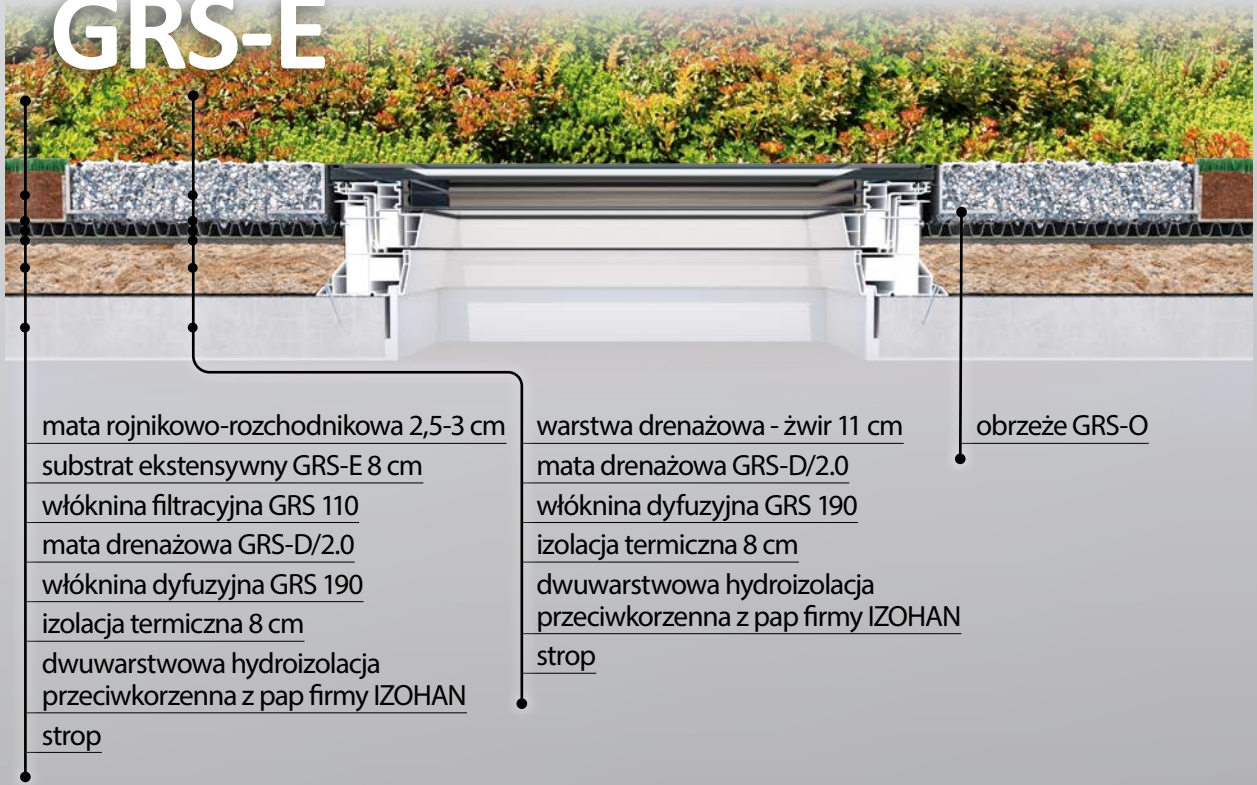 GRS-E
mata rojnikowo-rozchodnikowa 2,5-3 cm
substrat ekstensywny GRS-E 8 cm
włóknina filtracyjna GRS 110
mata drenażowa GRS-D/2.0
włóknina dyfuzyjna GRS 190
izolacja termiczna 8 cm
dwuwarstwowa hydroizolacja
przeciwkorzenna z pap firmy IZOHAN
strop
warstwa drenażowa - żwir 11 cm
mata drenażowa GRS-D/2.0
włóknina dyfuzyjna GRS 190
izolacja termiczna 8 cm
dwuwarstwowa hydroizolacja
przeciwkorzenna z pap firmy IZOHAN
strop
obrzeże GRS-O